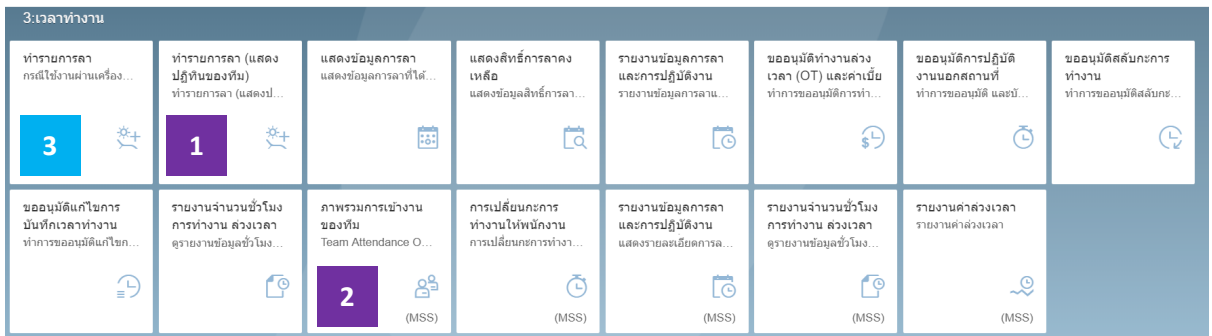 3:เวลาทำงาน
ทำรายการลา
กรณีใช้งานผ่านเครื่อง...
3
ทำรายการลา (แสดง
ปฏิทินของทีม)
ทำรายการลา (แสดงป...
1
แสดงข้อมูลการลา
แสดงข้อมูลการลาที่ได้...
แสดงสิทธิ์การลาคง
เหลือ
แสดงข้อมูลสิทธิ์การลา...
รายงานข้อมูลการลา
และการปฏิบัติงาน
รายงานข้อมูลการลาแ...
ขออนุมัติทำงานล่วง
เวลา (OT) และค่าเบี้ย
ทำการขออนุมัติการทำ...
ขออนุมัติการปฏิบัติ
งานนอกสถานที่
ทำการขออนุมัติ และบั...
ขออนุมัติสลับกะการ
ทำงาน
ทำการขออนุมัติสลับกะ...
ขออนุมัติแก้ไขการ
บันทึกเวลาทำงาน
ทำการขออนุมัติแก้ไขก...
รายงานจำนวนชั่วโมง
การทำงาน ล่วงเวลา
ดูรายงานข้อมูลชั่วโมง...
ภาพรวมการเข้างาน
ของทีม
Team Attendance O...
2
(MSS)
การเปลี่ยนกะการ
ทำงานให้พนักงาน
การเปลี่ยนกะการทำงา...
(MSS)
รายงานข้อมูลการลา
และการปฏิบัติงาน
แสดงรายละเอียดการล...
(MSS)
รายงานจำนวนชั่วโมง
การทำงาน ล่วงเวลา
ดูรายงานข้อมูลชั่วโมง...
(MSS)
รายงานค่าล่วงเวลา
รายงานค่าล่วงเวลา
(MSS)